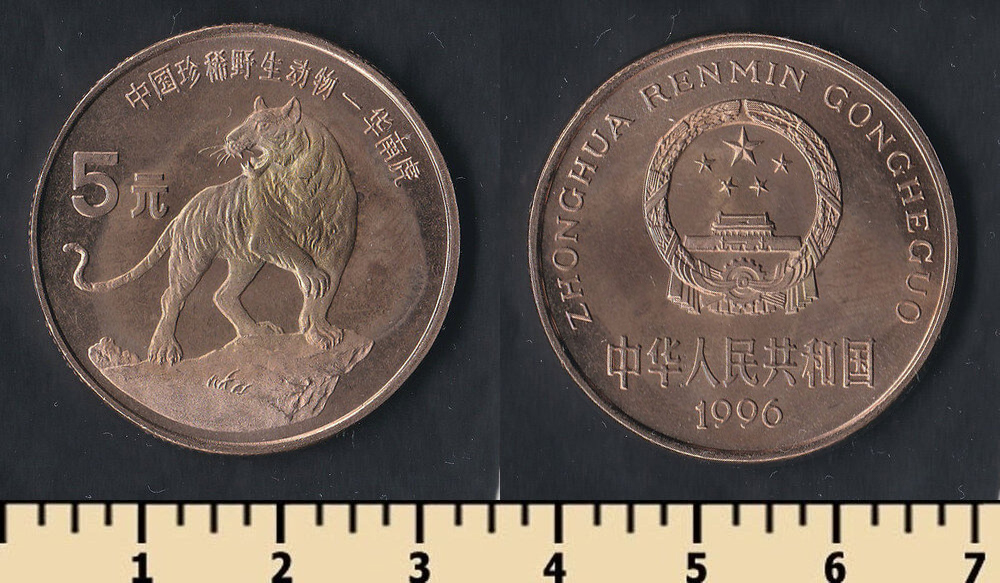 中国珍稀野生动物—华南虎
5元
ZHONGHUA RENMIN GONGHEGUO
中华人民共和国
1996
1 2 3 4 5 6 7